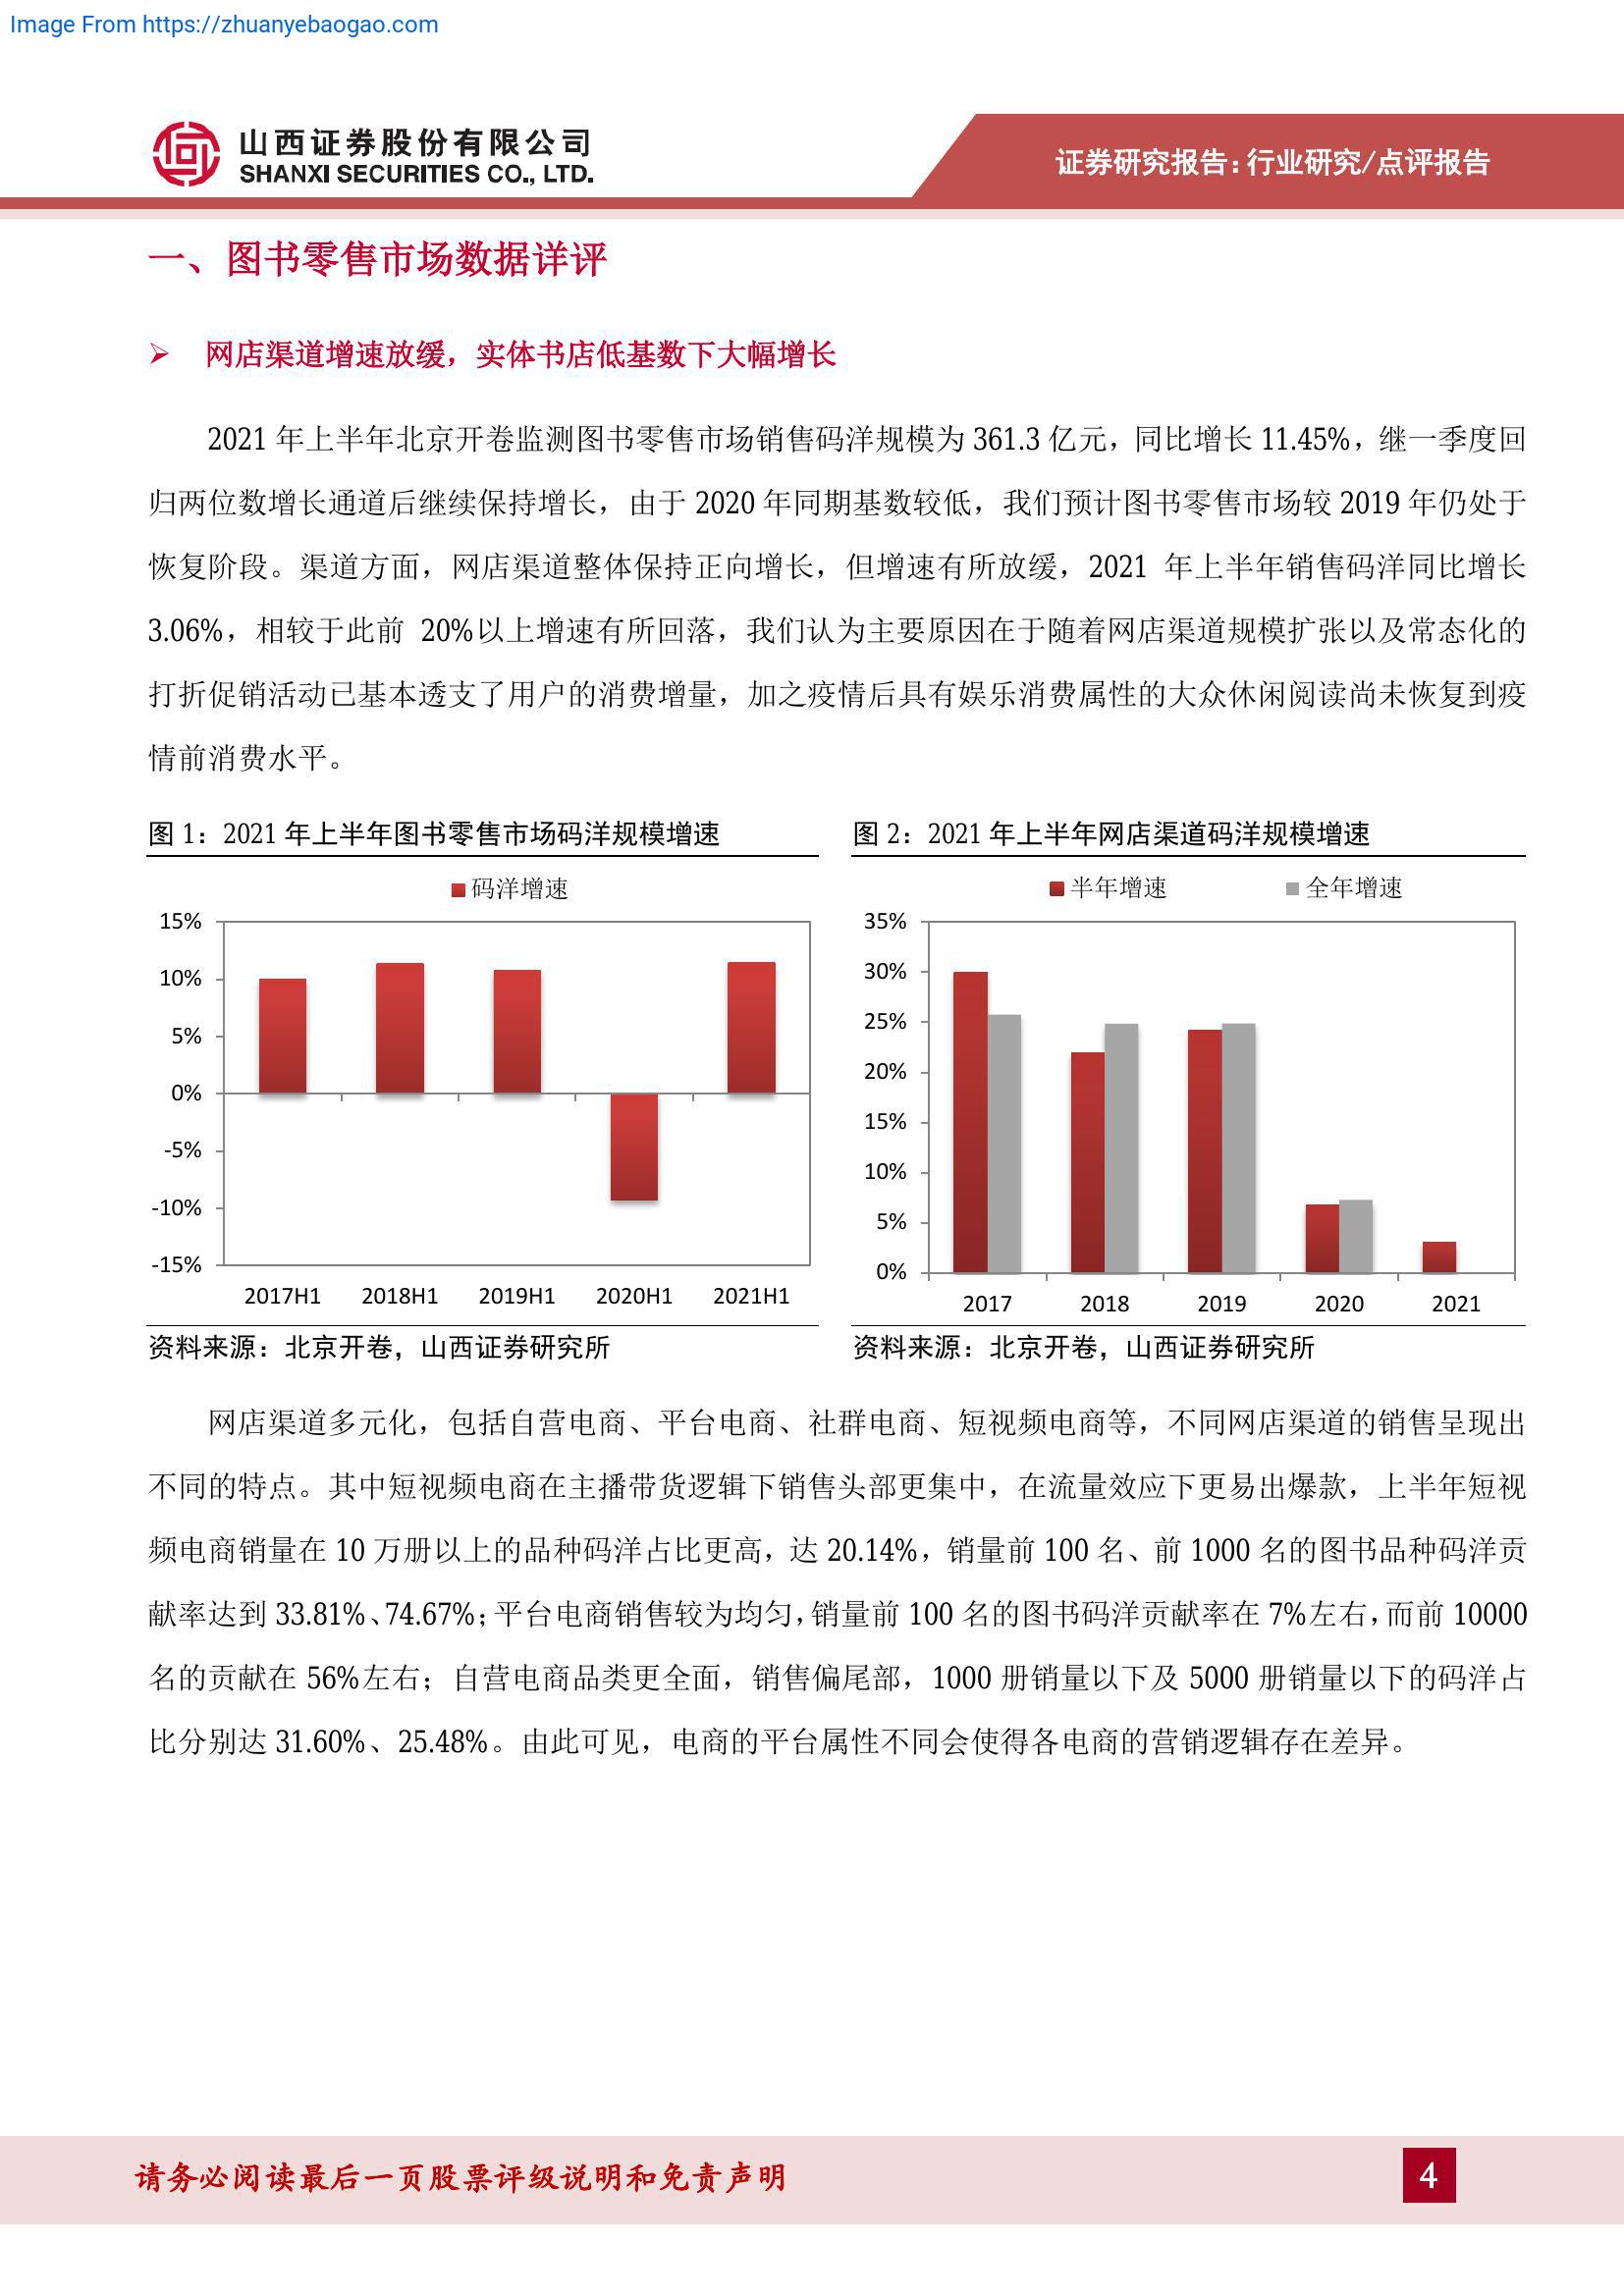 Image From https://zhuanyebaogao.com
山西证券股份有限公司
SHANXI SECURITIES CO., LTD.
证券研究报告：行业研究/点评报告
一、图书零售市场数据详评
➢ 网店渠道增速放缓，实体书店低基数下大幅增长
2021 年上半年北京开卷监测图书零售市场销售码洋规模为 361.3 亿元，同比增长 11.45%，继一季度回
归两位数增长通道后继续保持增长，由于 2020 年同期基数较低，我们预计图书零售市场较 2019 年仍处于
恢复阶段。渠道方面，网店渠道整体保持正向增长，但增速有所放缓，2021 年上半年销售码洋同比增长
3.06%，相较于此前 20%以上增速有所回落，我们认为主要原因在于随着网店渠道规模扩张以及常态化的
打折促销活动已基本透支了用户的消费增量，加之疫情后具有娱乐消费属性的大众休闲阅读尚未恢复到疫
情前消费水平。
图 1：2021 年上半年图书零售市场码洋规模增速
码洋增速
15%
10%
5%
0%
-5%
-10%
-15%
2017H1 2018H1 2019H1 2020H1 2021H1
资料来源：北京开卷，山西证券研究所
图 2：2021 年上半年网店渠道码洋规模增速
半年增速 全年增速
35%
30%
25%
20%
15%
10%
5%
0%
2017 2018 2019 2020 2021
资料来源：北京开卷，山西证券研究所
网店渠道多元化，包括自营电商、平台电商、社群电商、短视频电商等，不同网店渠道的销售呈现出
不同的特点。其中短视频电商在主播带货逻辑下销售头部更集中，在流量效应下更易出爆款，上半年短视
频电商销量在 10 万册以上的品种码洋占比更高，达 20.14%，销量前 100 名、前 1000 名的图书品种码洋贡
献率达到 33.81%、74.67%；平台电商销售较为均匀，销量前 100 名的图书码洋贡献率在 7%左右，而前 10000
名的贡献在 56%左右；自营电商品类更全面，销售偏尾部，1000 册销量以下及 5000 册销量以下的码洋占
比分别达 31.60%、25.48%。由此可见，电商的平台属性不同会使得各电商的营销逻辑存在差异。
请务必阅读最后一页股票评级说明和免责声明
4